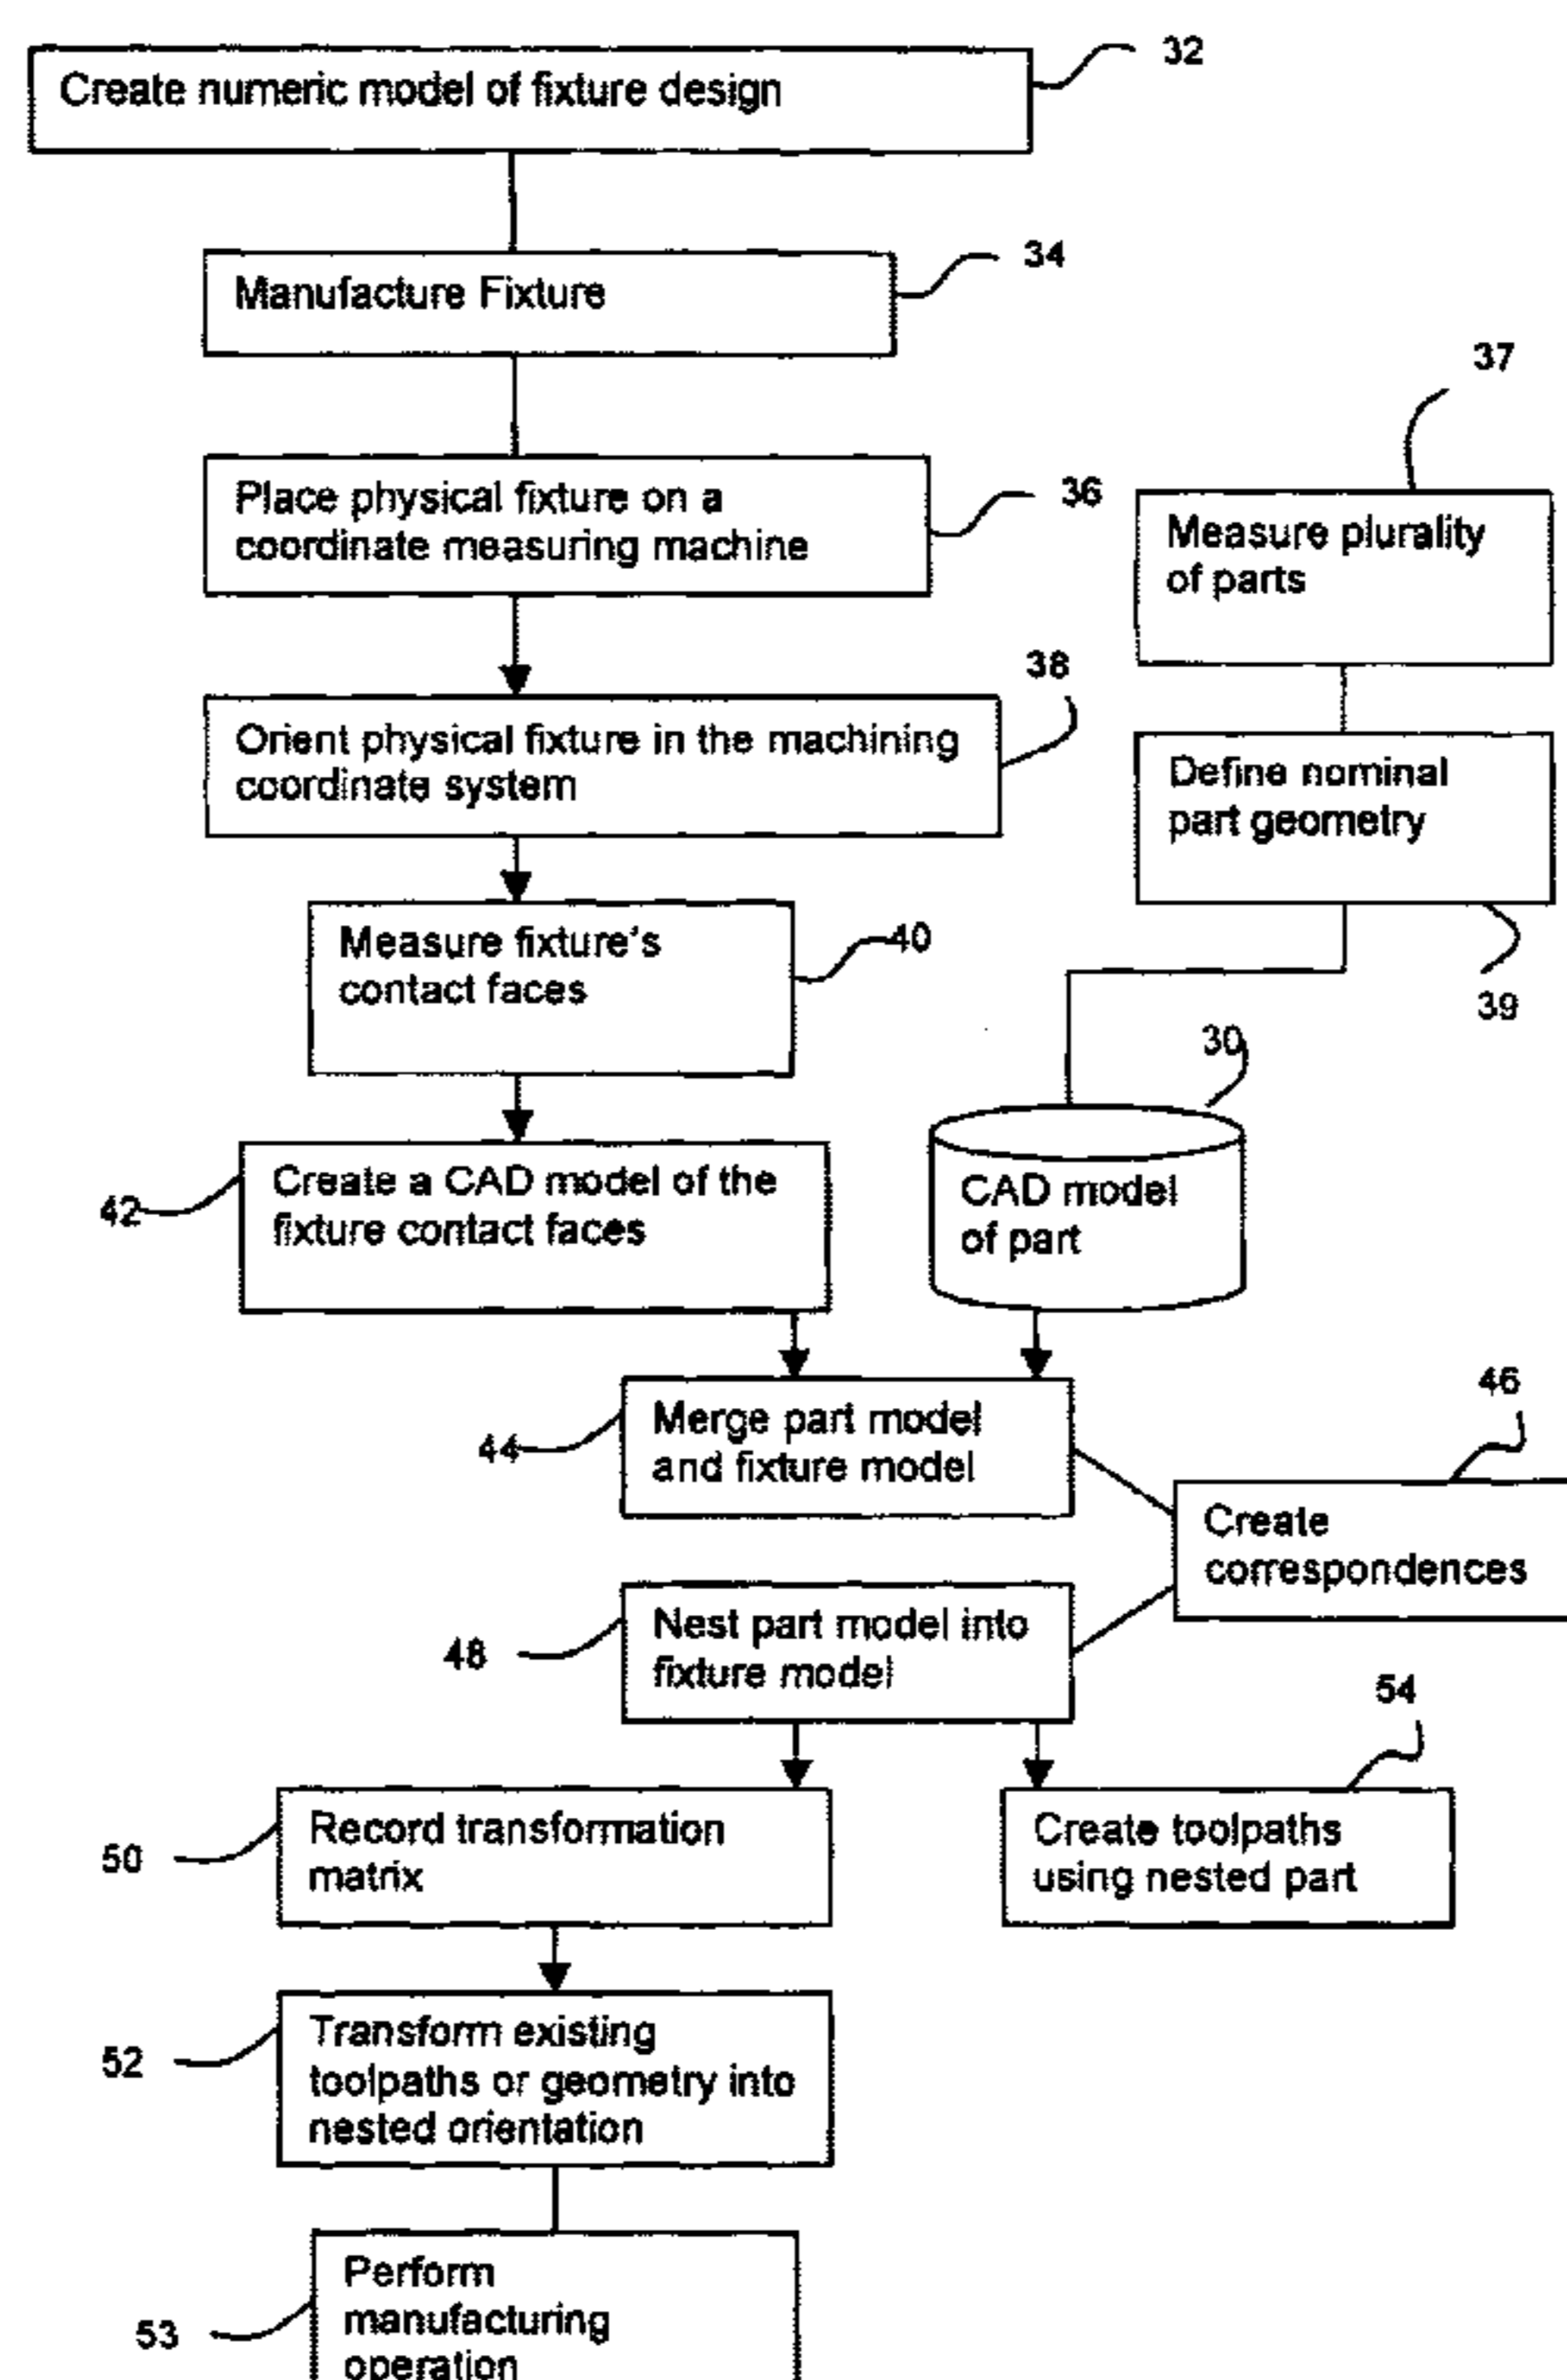 32
Create numeric model of fixture design
34
Manufacture Fixture
37
36
Place physical fixture on a
coordinate measuring machine
Measure plurality
of parts
38
Orient physical fixture in the machining
coordinate system
Define nominal
part geometry
40
Measure fixture's
contact faces
39
30
42
Create a CAD model of the
fixture contact faces
CAD model
of part
46
44
Merge part model
and fixture model
Create
correspondences
48
Nest part model into
fixture model
54
50
Record transformation
matrix
Create toolpaths
using nested part
52
Transform existing
toolpaths or geometry into
nested orientation
53
Perform
manufacturing
operation